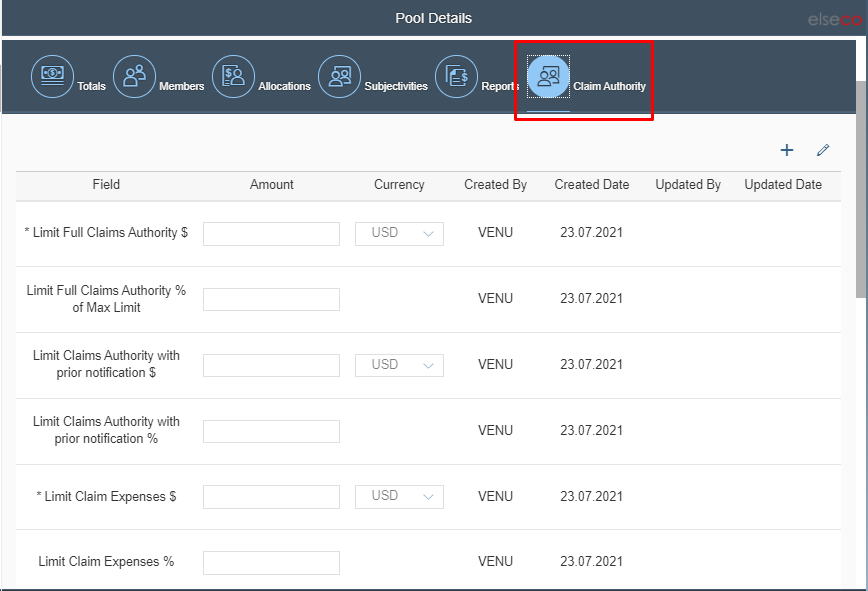 Pool Details
elseco
Totals
Members
Allocations
Subjectivities
Reports
Claim Authority
Field Amount Currency Created By Created Date Updated By Updated Date
* Limit Full Claims Authority $ USD VENU 23.07.2021
Limit Full Claims Authority %
of Max Limit
VENU 23.07.2021
Limit Claims Authority with
prior notification $
USD VENU 23.07.2021
Limit Claims Authority with
prior notification %
VENU 23.07.2021
* Limit Claim Expenses $ USD VENU 23.07.2021
Limit Claim Expenses % VENU 23.07.2021